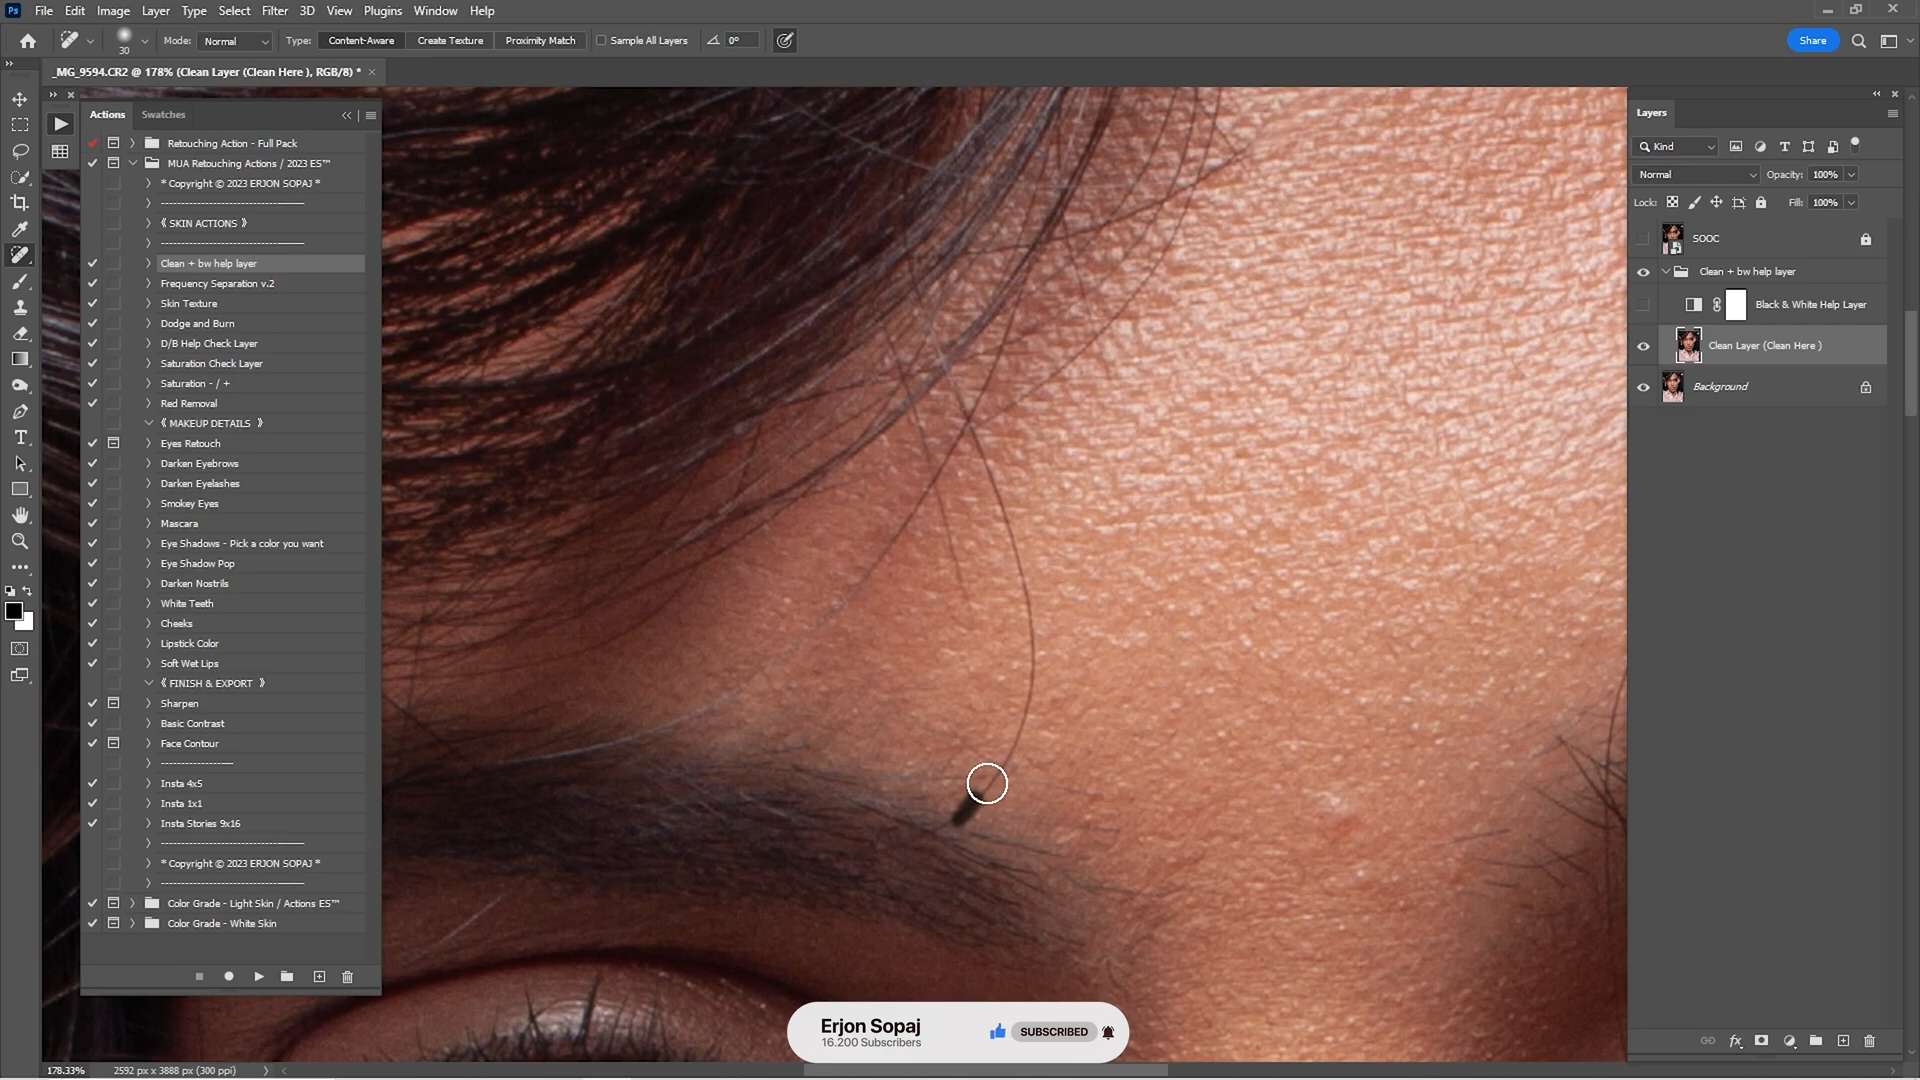 Ps File Edit Image Layer Type Select Filter 3D View Plugins Window Help
30 Mode: Normal Type: Content-Aware Create Texture Proximity Match Sample All Layers 0° Share
_MG_9594.CR2 @ 178% (Clean Layer (Clean Here ), RGB/8) *
Actions Swatches
Retouching Action - Full Pack
MUA Retouching Actions / 2023 ES™
* Copyright © 2023 ERJON SOPAJ *
---------------------------------
《 SKIN ACTIONS 》
---------------------------------
Clean + bw help layer
Frequency Separation v.2
Skin Texture
Dodge and Burn
D/B Help Check Layer
Saturation Check Layer
Saturation - / +
Red Removal
《 MAKEUP DETAILS 》
Eyes Retouch
Darken Eyebrows
Darken Eyelashes
Smokey Eyes
Mascara
Eye Shadows - Pick a color you want
Eye Shadow Pop
Darken Nostrils
White Teeth
Cheeks
Lipstick Color
Soft Wet Lips
《 FINISH & EXPORT 》
Sharpen
Basic Contrast
Face Contour
-----------------
Insta 4x5
Insta 1x1
Insta Stories 9x16
---------------------------------
* Copyright © 2023 ERJON SOPAJ *
---------------------------------
Color Grade - Light Skin / Actions ES™
Color Grade - White Skin
Layers
Kind
Normal Opacity: 100%
Lock: Fill: 100%
SOOC
Clean + bw help layer
Black & White Help Layer
Clean Layer (Clean Here )
Background
fx
Erjon Sopaj
16.200 Subscribers
SUBSCRIBED
178.33% 2592 px x 3888 px (300 ppi)